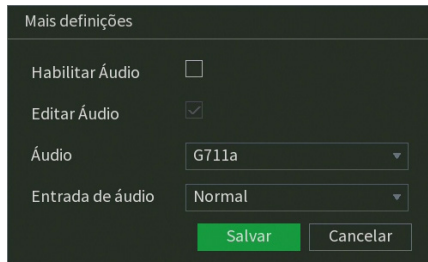 Mais definições
Habilitar Áudio
Editar Áudio
Áudio G711a
Entrada de áudio Normal
Salvar Cancelar